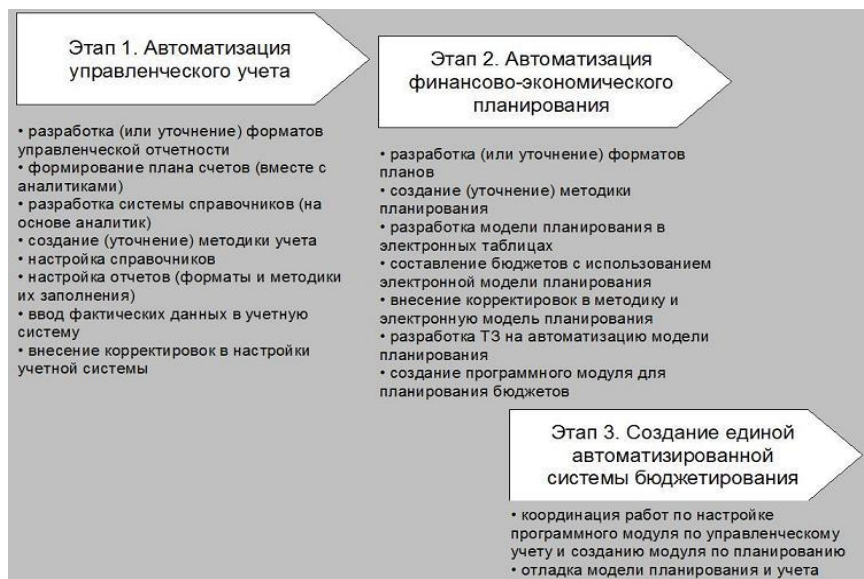 Этап 1. Автоматизация
управленческого учета
• разработка (или уточнение) форматов
управленческой отчетности
• формирование плана счетов (вместе с
аналитиками)
• разработка системы справочников (на
основе аналитик)
• создание (уточнение) методики учета
• настройка справочников
• настройка отчетов (форматы и методики
их заполнения)
• ввод фактических данных в учетную
систему
• внесение корректировок в настройки
учетной системы
Этап 2. Автоматизация
финансово-экономического
планирования
• разработка (или уточнение) форматов
планов
• создание (уточнение) методики
планирования
• разработка модели планирования в
электронных таблицах
• составление бюджетов с использованием
электронной модели планирования
• внесение корректировок в методику и
электронную модель планирования
• разработка ТЗ на автоматизацию модели
планирования
• создание программного модуля для
планирования бюджетов
Этап 3. Создание единой
автоматизированной
системы бюджетирования
• координация работ по настройке
программного модуля по управленческому
учету и созданию модуля по планированию
• отладка модели планирования и учета